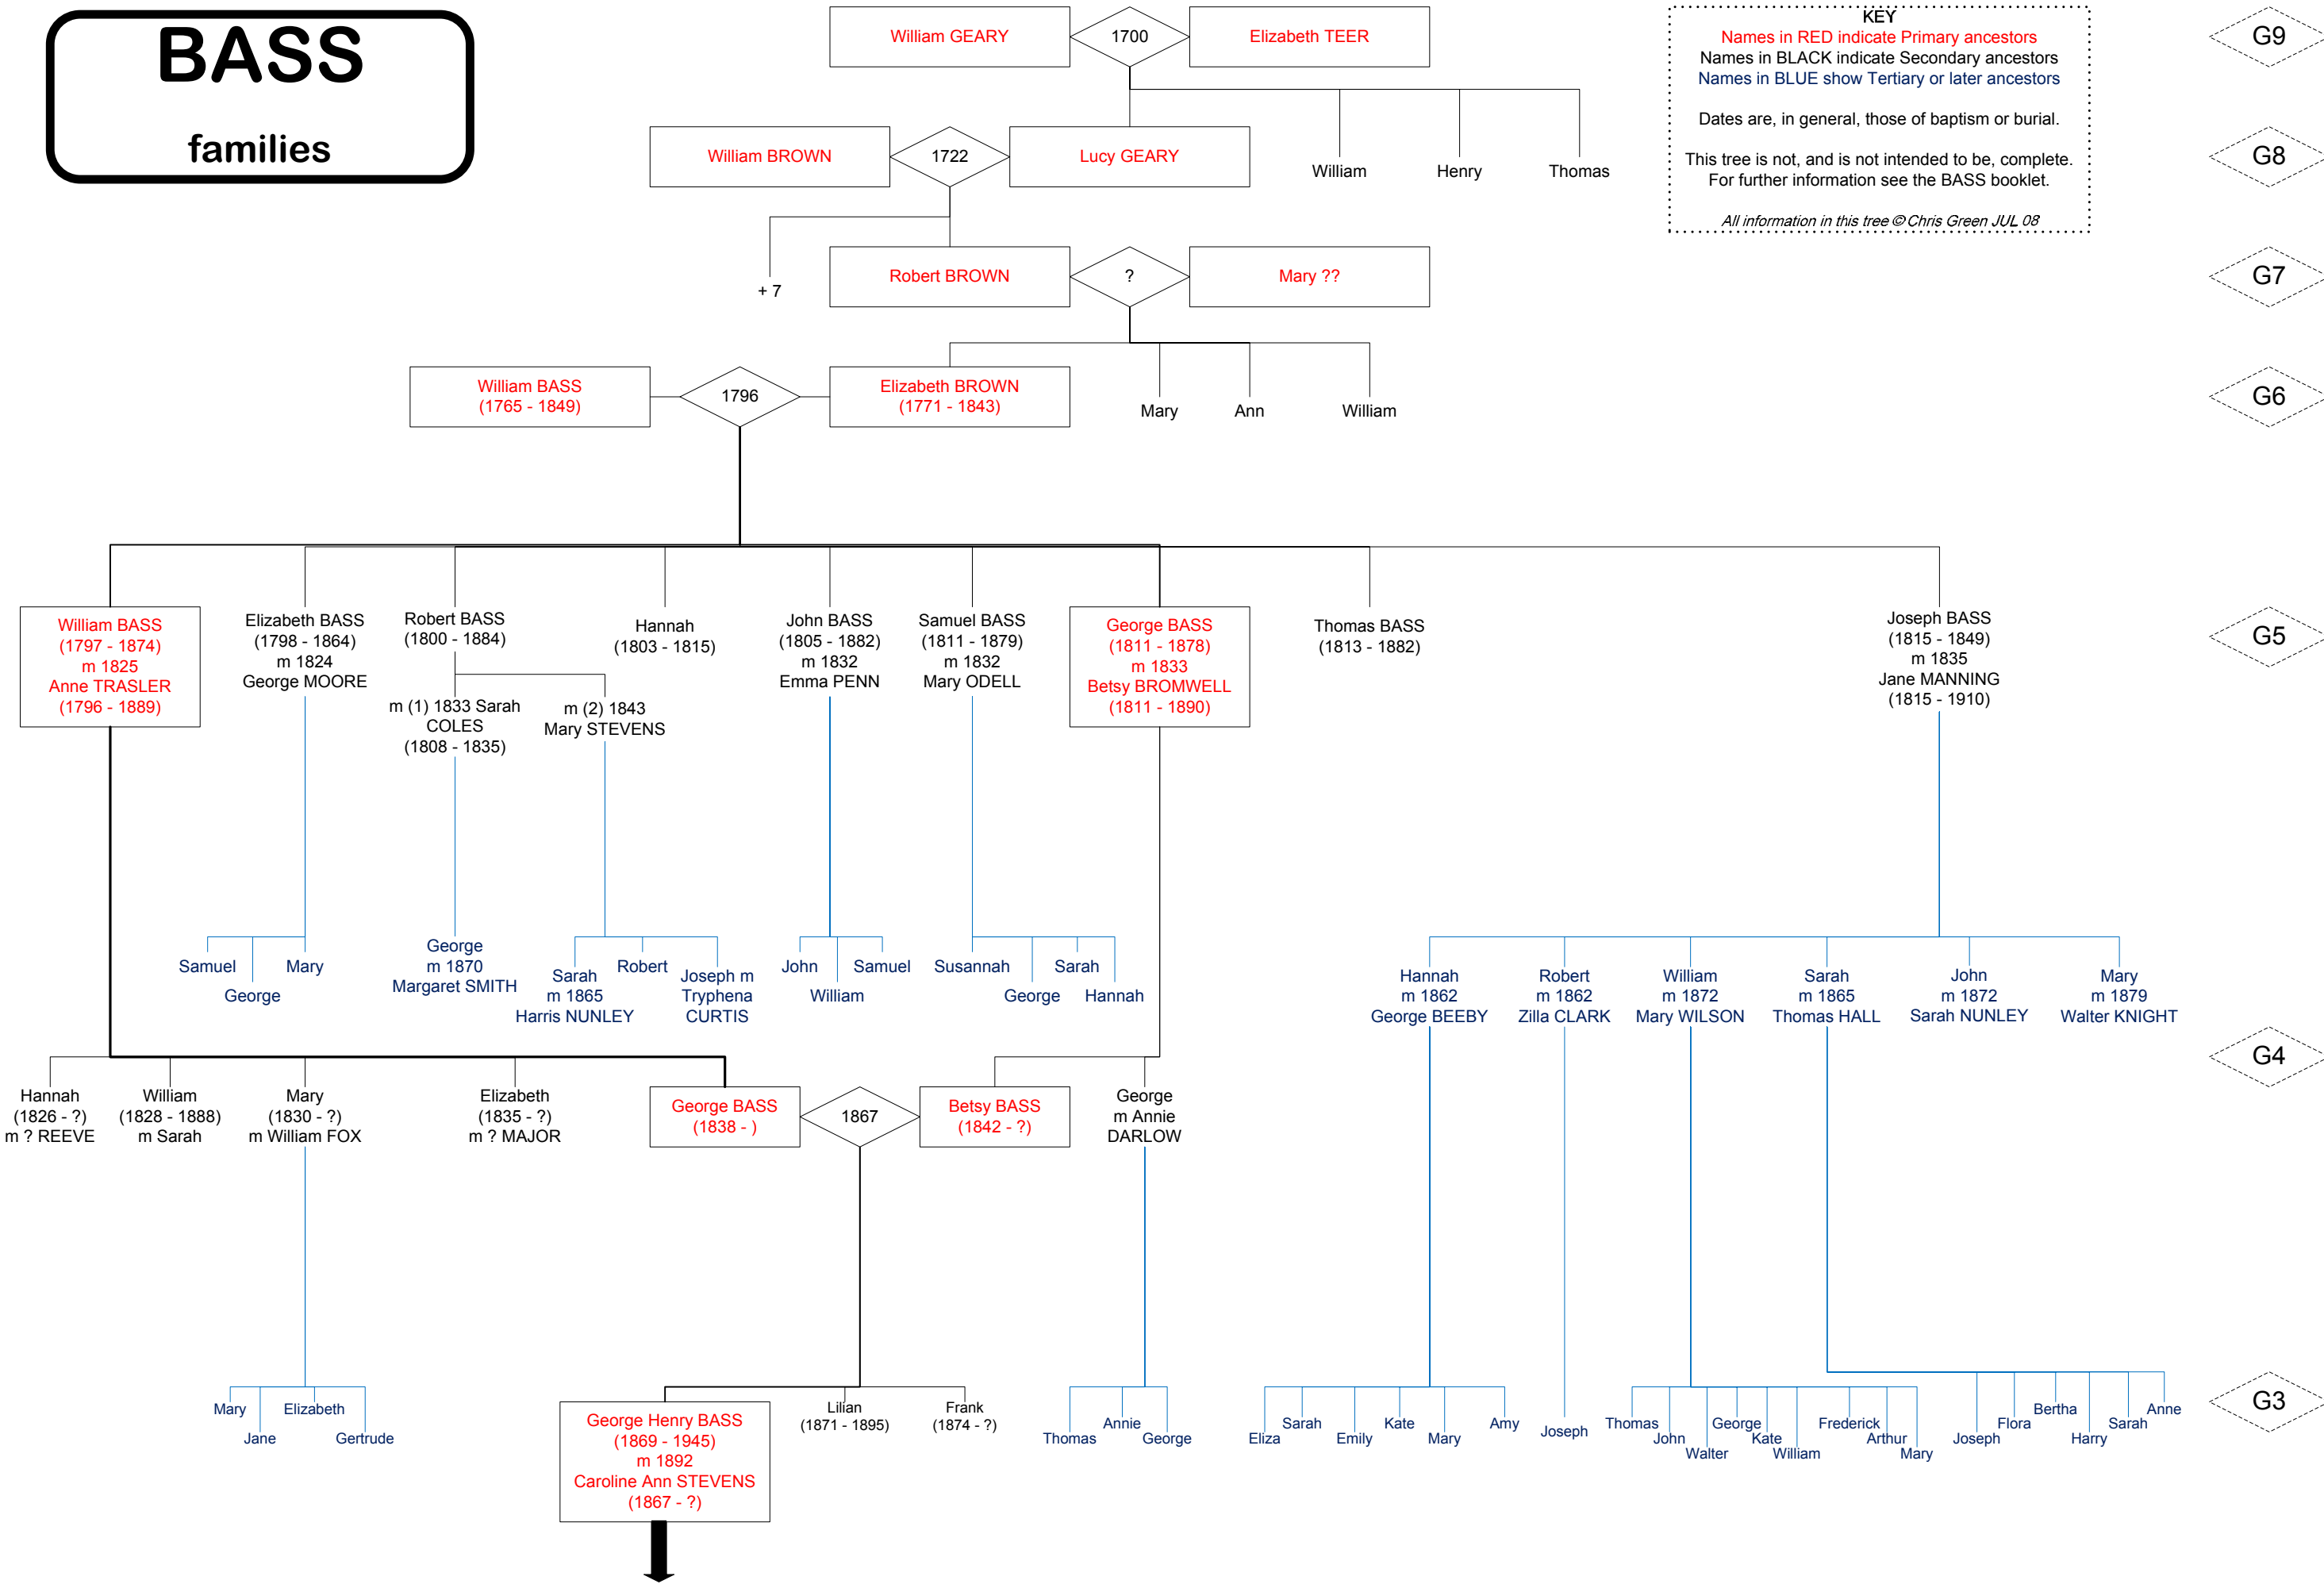 BASS
families
William GEARY
1700
Elizabeth TEER
KEY
Names in RED indicate Primary ancestors
Names in BLACK indicate Secondary ancestors
Names in BLUE show Tertiary or later ancestors
Dates are, in general, those of baptism or burial.
This tree is not, and is not intended to be, complete.
For further information see the BASS booklet.
All information in this tree © Chris Green JUL 08
G9
William BROWN
1722
Lucy GEARY
William
Henry
Thomas
G8
+ 7
Robert BROWN
?
Mary ??
G7
William BASS
(1765 - 1849)
1796
Elizabeth BROWN
(1771 - 1843)
Mary
Ann
William
G6
William BASS
(1797 - 1874)
m 1825
Anne TRASLER
(1796 - 1889)
Elizabeth BASS
(1798 - 1864)
m 1824
George MOORE
Robert BASS
(1800 - 1884)
m (1) 1833 Sarah
COLES
(1808 - 1835)
m (2) 1843
Mary STEVENS
Hannah
(1803 - 1815)
John BASS
(1805 - 1882)
m 1832
Emma PENN
Samuel BASS
(1811 - 1879)
m 1832
Mary ODELL
George BASS
(1811 - 1878)
m 1833
Betsy BROMWELL
(1811 - 1890)
Thomas BASS
(1813 - 1882)
Joseph BASS
(1815 - 1849)
m 1835
Jane MANNING
(1815 - 1910)
G5
Samuel
George
Mary
George
m 1870
Margaret SMITH
Sarah
m 1865
Harris NUNLEY
Robert
Joseph m
Tryphena
CURTIS
John
William
Samuel
Susannah
George
Sarah
Hannah
Hannah
m 1862
George BEEBY
Robert
m 1862
Zilla CLARK
William
m 1872
Mary WILSON
Sarah
m 1865
Thomas HALL
John
m 1872
Sarah NUNLEY
Mary
m 1879
Walter KNIGHT
Hannah
(1826 - ?)
m ? REEVE
William
(1828 - 1888)
m Sarah
Mary
(1830 - ?)
m William FOX
Elizabeth
(1835 - ?)
m ? MAJOR
George BASS
(1838 - )
1867
Betsy BASS
(1842 - ?)
George
m Annie
DARLOW
G4
Mary
Jane
Elizabeth
Gertrude
George Henry BASS
(1869 - 1945)
m 1892
Caroline Ann STEVENS
(1867 - ?)
Lilian
(1871 - 1895)
Frank
(1874 - ?)
Thomas
Annie
George
Eliza
Sarah
Emily
Kate
Mary
Amy
Joseph
Thomas
John
Walter
George
Kate
William
Frederick
Arthur
Mary
Joseph
Flora
Bertha
Harry
Sarah
Anne
G3